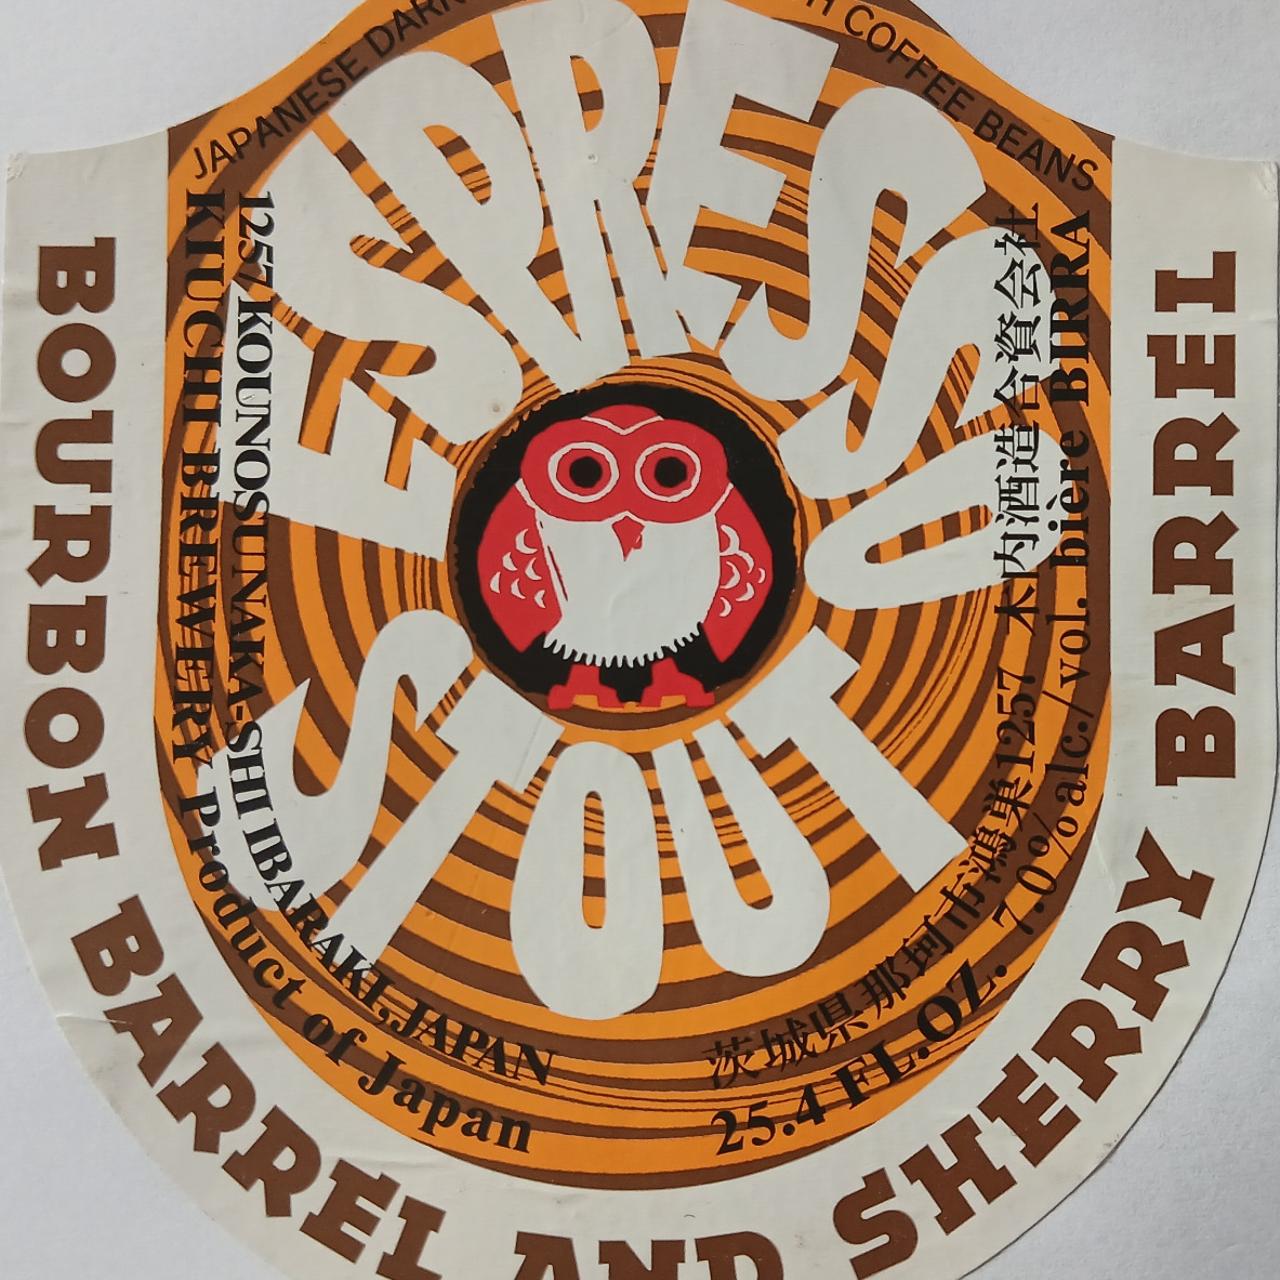 JAPANESE DARK
COFFEE BEANS
ESPRESSO
STOUT
1257 KOUNOSU NAKA-SHI IBARAKI, JAPAN
KIUCHI BREWERY Product of Japan
茨城県那珂市鴻巣1257 木内酒造合資会社
25.4 FL.OZ. 7.0%alc./vol. bière BIRRA
BOURBON BARREL AND SHERRY BARREL